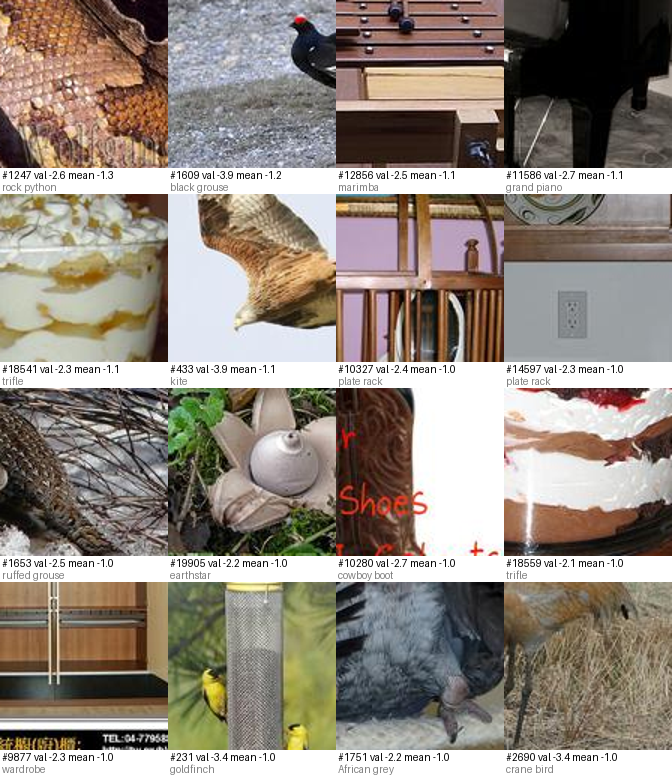 Wolfgang
#1247 val -2.6 mean -1.3
rock python
#1609 val -3.9 mean -1.2
black grouse
#12856 val -2.5 mean -1.1
marimba
#11586 val -2.7 mean -1.1
grand piano
#18541 val -2.3 mean -1.1
trifle
#433 val -3.9 mean -1.1
kite
#10327 val -2.4 mean -1.0
plate rack
#14597 val -2.3 mean -1.0
plate rack
r
Shoes
#1653 val -2.5 mean -1.0
ruffed grouse
#19905 val -2.2 mean -1.0
earthstar
#10280 val -2.7 mean -1.0
cowboy boot
#18559 val -2.1 mean -1.0
trifle
TEL:04-7795
#9877 val -2.3 mean -1.0
wardrobe
#231 val -3.4 mean -1.0
goldfinch
#1751 val -2.2 mean -1.0
African grey
#2690 val -3.4 mean -1.0
crane bird